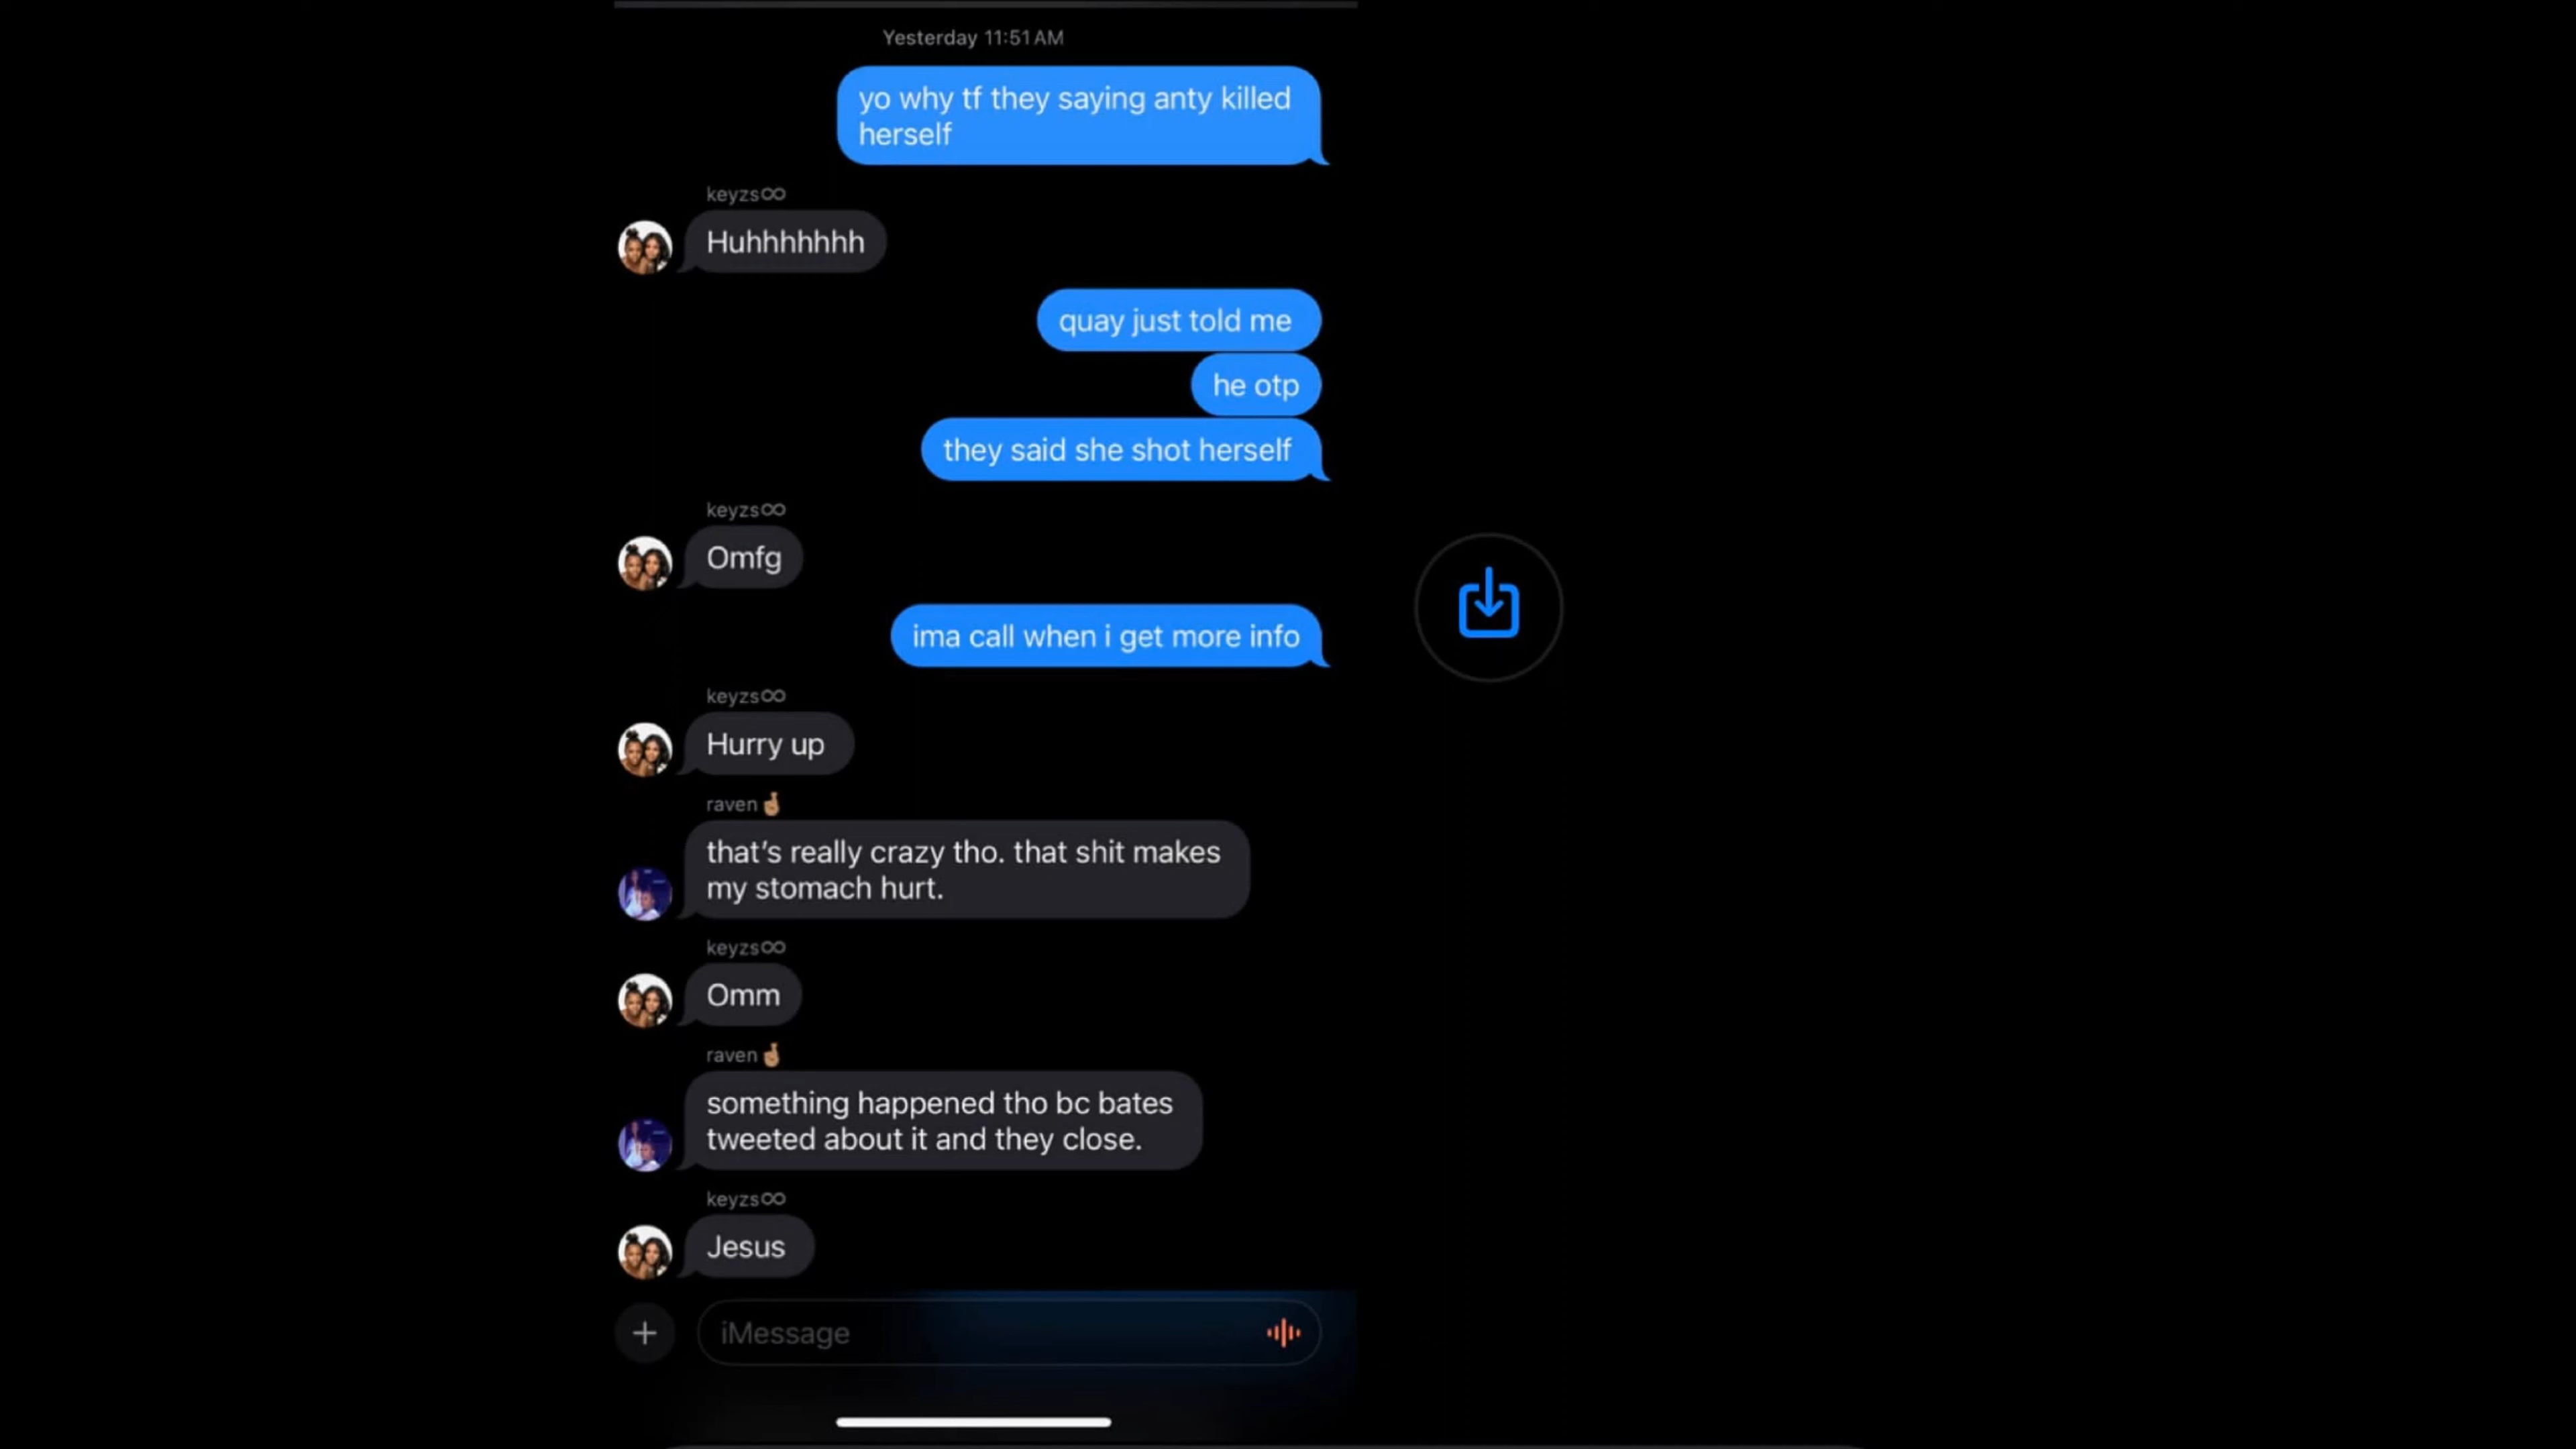 Yesterday 11:51 AM
yo why tf they saying anty killed
herself
keyzs∞
Huhhhhhhh
quay just told me
he otp
they said she shot herself
keyzs∞
Omfg
ima call when i get more info
keyzs∞
Hurry up
raven🤞🏽
that's really crazy tho. that shit makes
my stomach hurt.
keyzs∞
Omm
raven🤞🏽
something happened tho bc bates
tweeted about it and they close.
keyzs∞
Jesus
iMessage